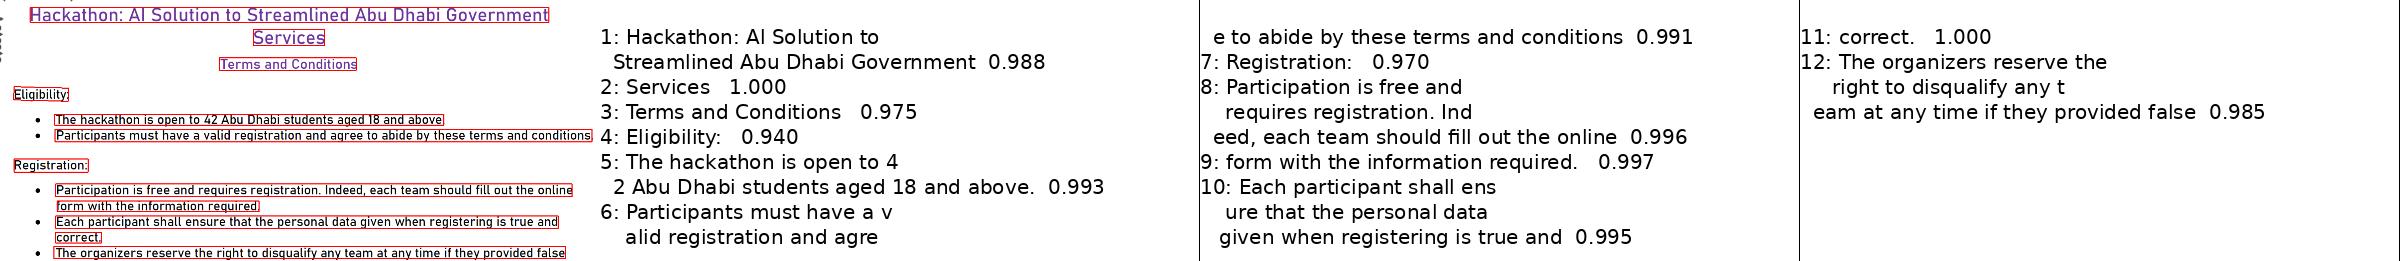 Hackathon: AI Solution to Streamlined Abu Dhabi Government
Services
Terms and Conditions
Eligibility:
• The hackathon is open to 42 Abu Dhabi students aged 18 and above
• Participants must have a valid registration and agree to abide by these terms and conditions
Registration:
• Participation is free and requires registration. Indeed, each team should fill out the online
form with the information required.
• Each participant shall ensure that the personal data given when registering is true and
correct.
• The organizers reserve the right to disqualify any team at any time if they provided false
1: Hackathon: AI Solution to
Streamlined Abu Dhabi Government 0.988
2: Services 1.000
3: Terms and Conditions 0.975
4: Eligibility: 0.940
5: The hackathon is open to 4
2 Abu Dhabi students aged 18 and above. 0.993
6: Participants must have a v
alid registration and agre
e to abide by these terms and conditions 0.991
7: Registration: 0.970
8: Participation is free and
requires registration. Ind
eed, each team should fill out the online 0.996
9: form with the information required. 0.997
10: Each participant shall ens
ure that the personal data
given when registering is true and 0.995
11: correct. 1.000
12: The organizers reserve the
right to disqualify any t
eam at any time if they provided false 0.985